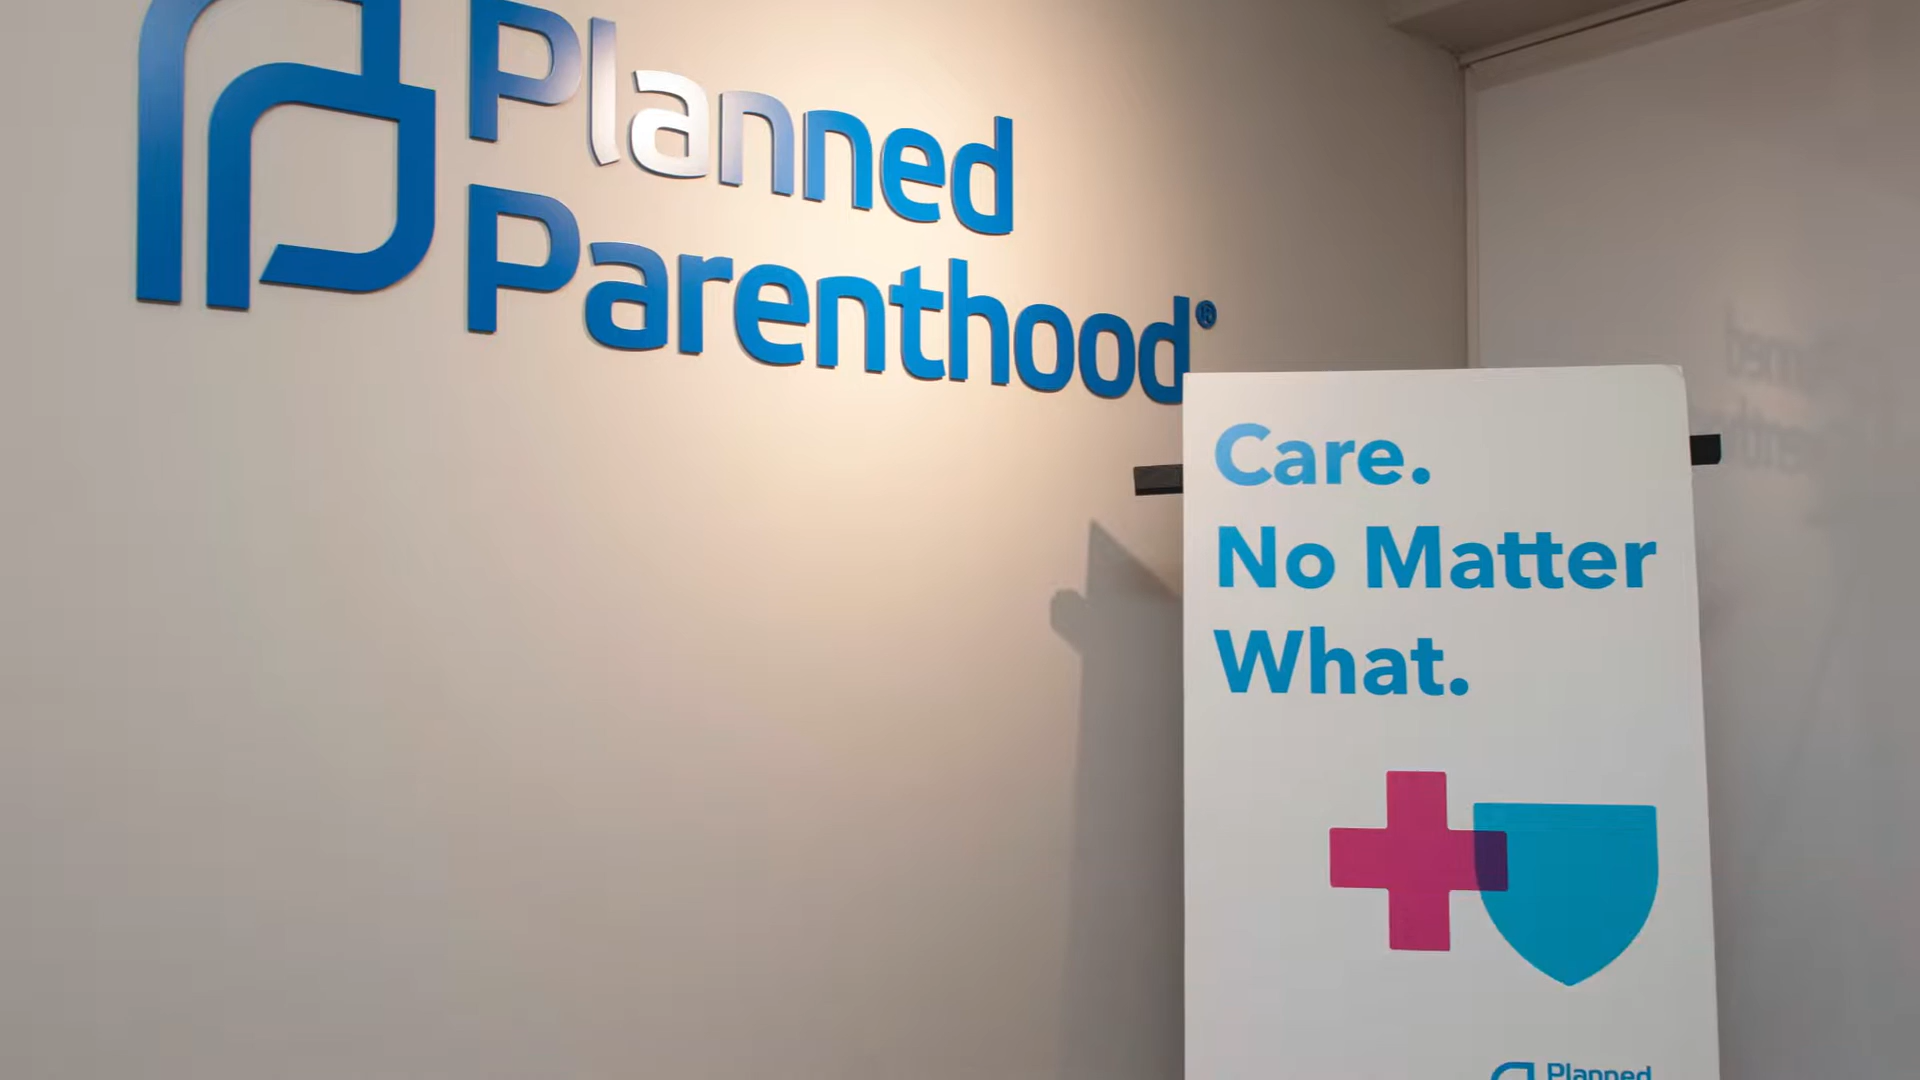 Planned
Parenthood®
Care.
No Matter
What.
Planned